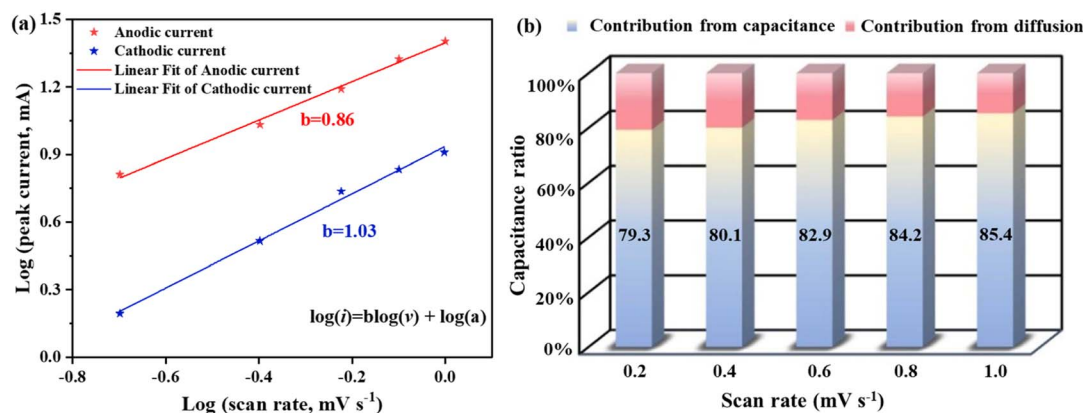 (a)
1.5
1.2
0.9
0.6
0.3
0.0
Log (peak current, mA)
Anodic current
Cathodic current
Linear Fit of Anodic current
Linear Fit of Cathodic current
b=0.86
b=1.03
log(i)=blog(v) + log(a)
-0.8
-0.6
-0.4
-0.2
0.0
Log (scan rate, mV s⁻¹)
(b)
Contribution from capacitance
Contribution from diffusion
100%
80%
60%
40%
20%
0%
Capacitance ratio
79.3
80.1
82.9
84.2
85.4
0.2
0.4
0.6
0.8
1.0
Scan rate (mV s⁻¹)